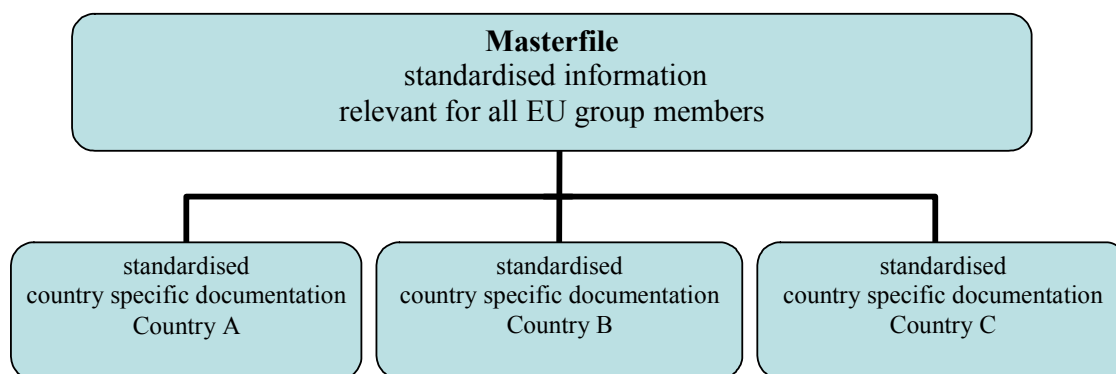 Masterfile
standardised information
relevant for all EU group members
standardised
country specific documentation
Country A
standardised
country specific documentation
Country B
standardised
country specific documentation
Country C